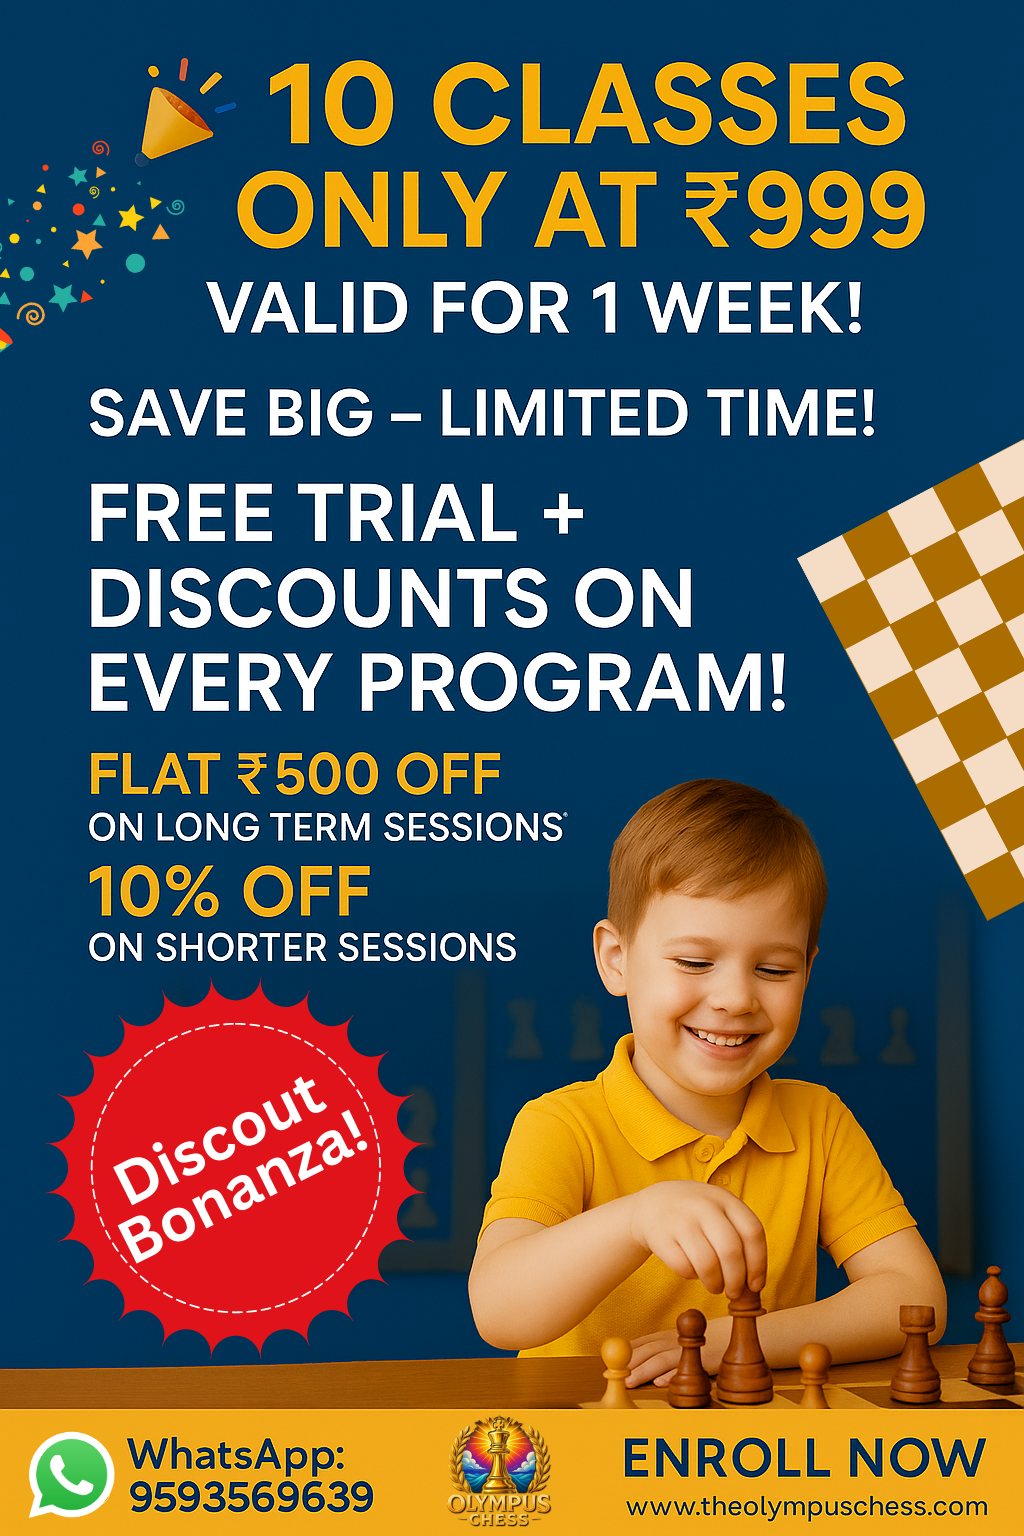 10 CLASSES
ONLY AT ₹999
VALID FOR 1 WEEK!
SAVE BIG – LIMITED TIME!
FREE TRIAL +
DISCOUNTS ON
EVERY PROGRAM!
FLAT ₹500 OFF
ON LONG TERM SESSIONS*
10% OFF
ON SHORTER SESSIONS
Discout
Bonanza!
WhatsApp:
9593569639
OLYMPUS
CHESS
ENROLL NOW
www.theolympuschess.com